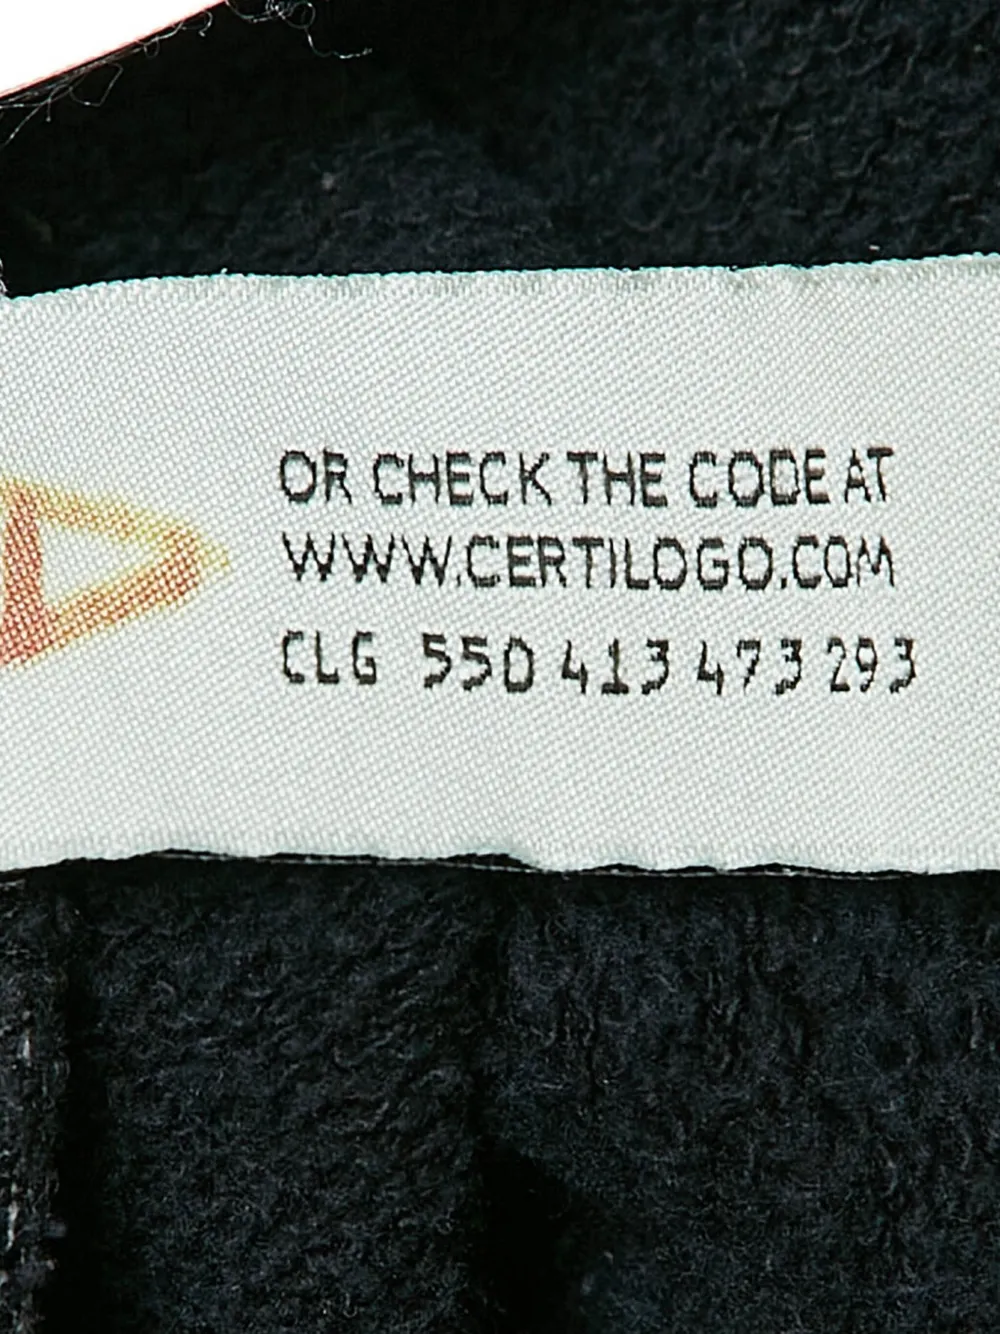 OR CHECK THE CODE AT
WWW.CERTILOGO.COM
CLG 550 413 473 293